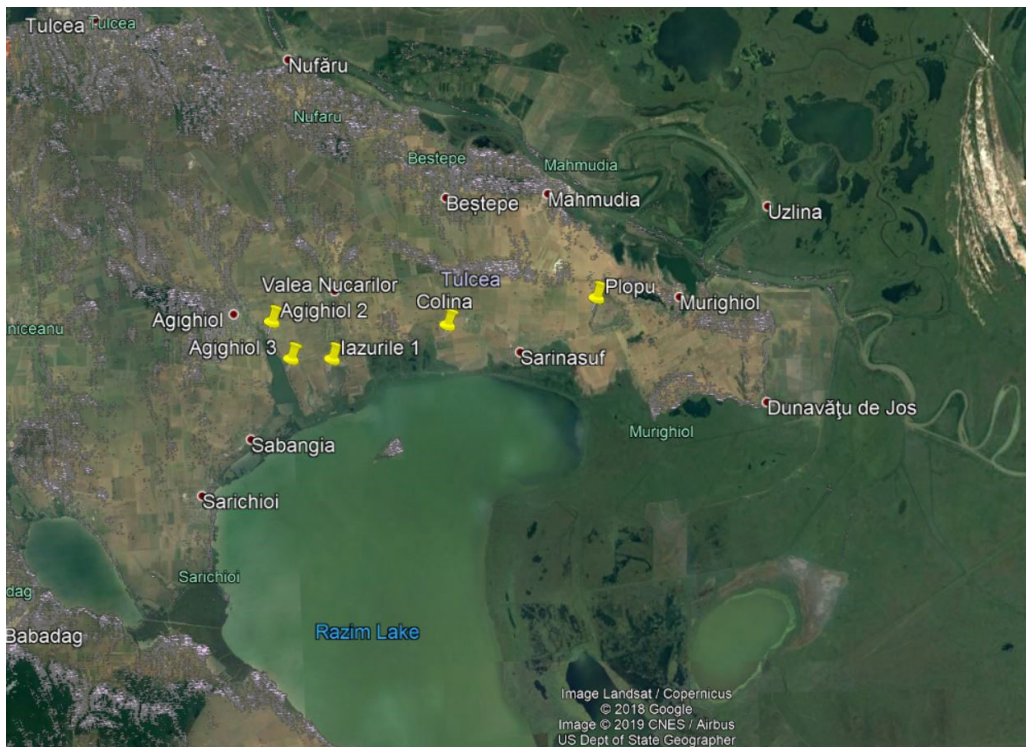 Tulcea
Tulcea
Nufăru
Nufaru
Bestepe
Mahmudia
Beștepe
Mahmudia
Uzlina
Tulcea
Valea Nucarilor
Plopu
Colina
Murighiol
Agighiol
Agighiol 2
niceanu
Agighiol 3
Iazurile 1
Sarinasuf
Dunavăţu de Jos
Murighiol
Sabangia
Sarichioi
Sarichioi
dag
Babadag
Razim Lake
Image Landsat / Copernicus
© 2018 Google
Image © 2019 CNES / Airbus
US Dept of State Geographer